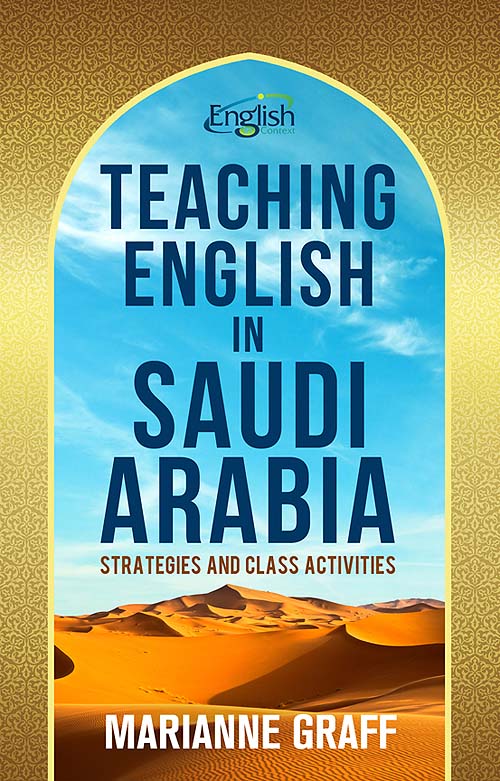 English
Context
TEACHING
ENGLISH
IN
SAUDI
ARABIA
STRATEGIES AND CLASS ACTIVITIES
MARIANNE GRAFF